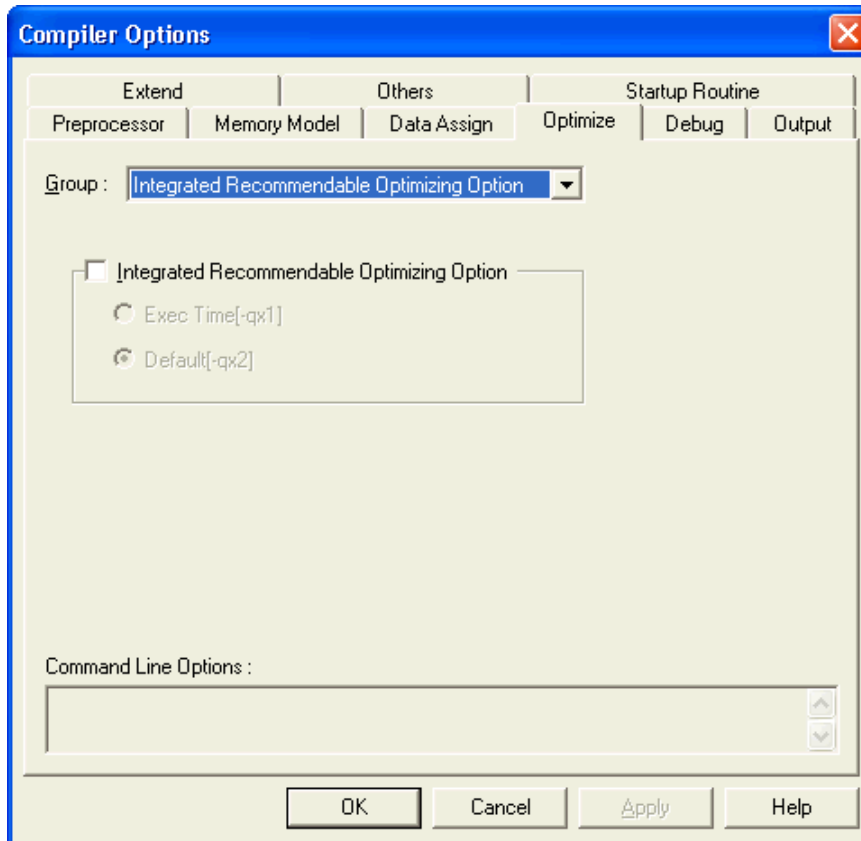 Compiler Options
Extend Others Startup Routine
Preprocessor Memory Model Data Assign Optimize Debug Output
Group : Integrated Recommendable Optimizing Option
Integrated Recommendable Optimizing Option
Exec Time[-qx1]
Default[-qx2]
Command Line Options :
OK Cancel Apply Help